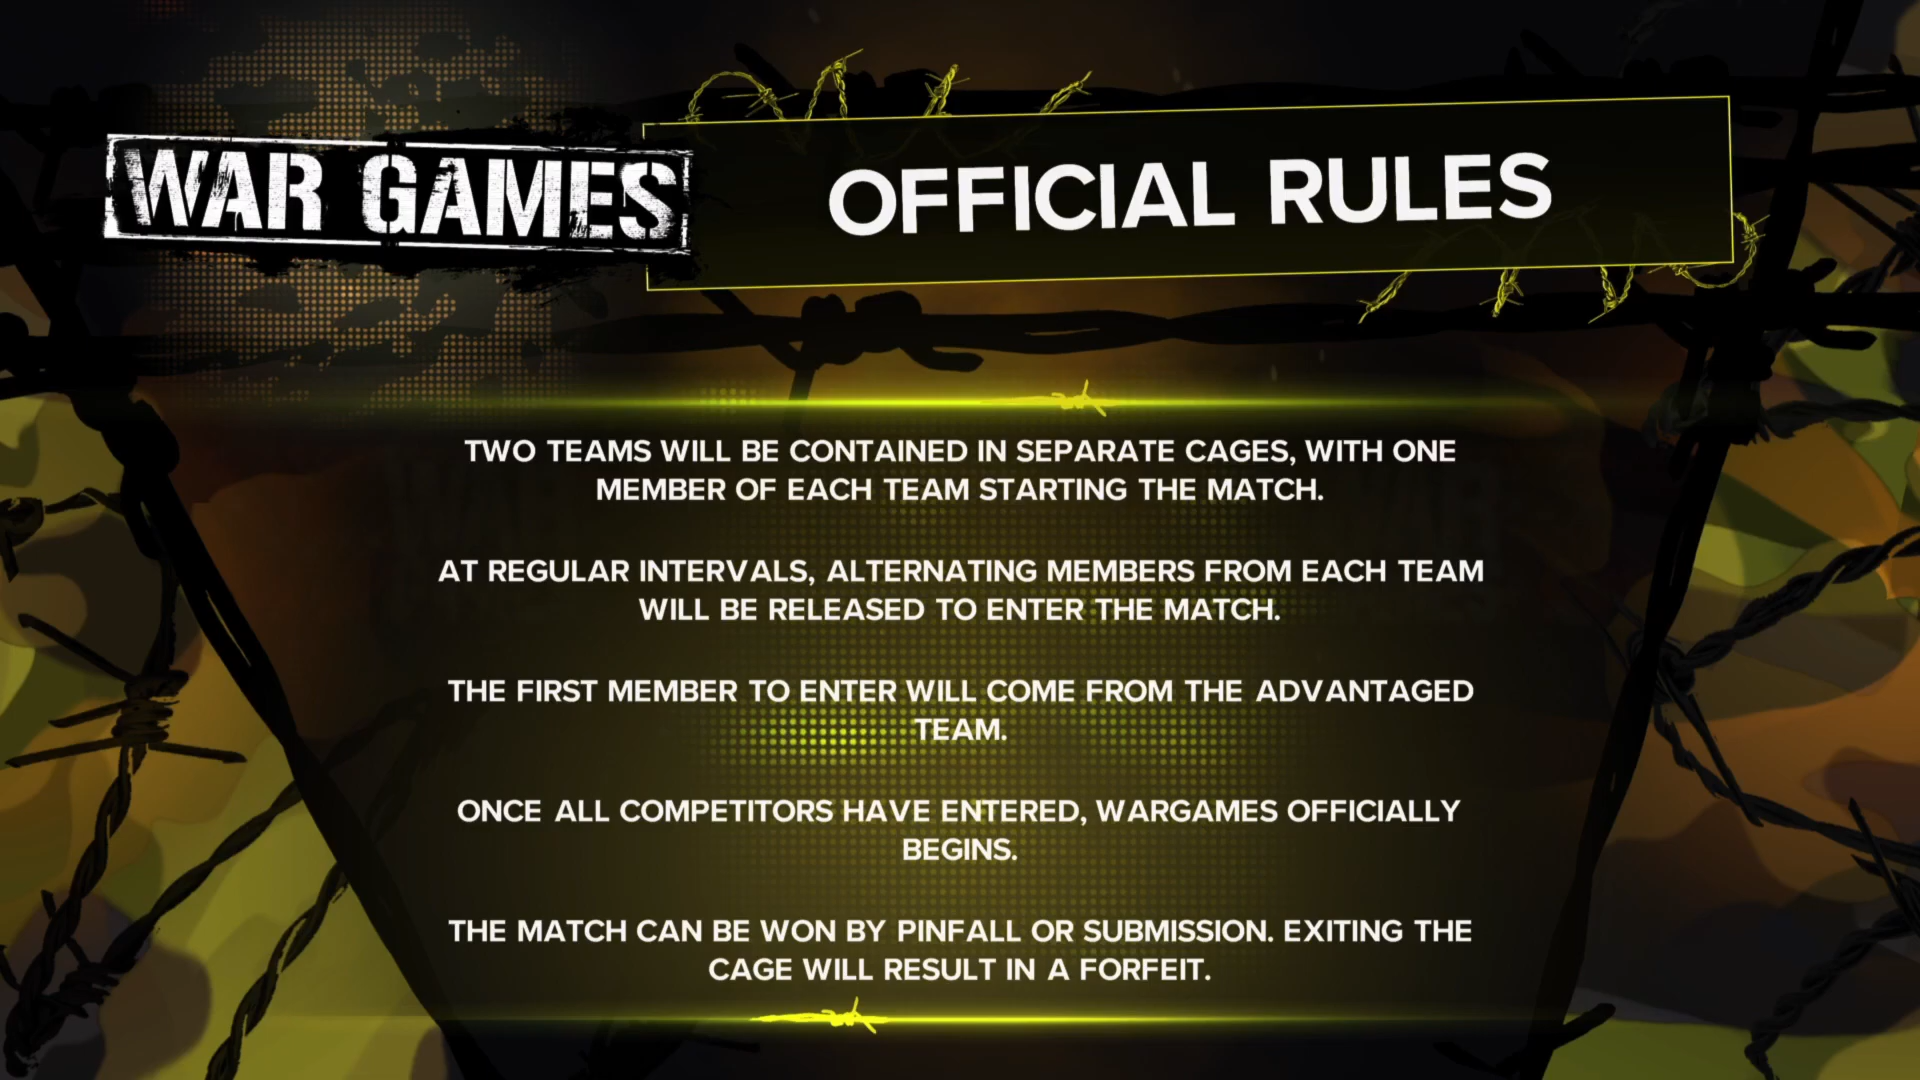 WAR GAMES
OFFICIAL RULES
TWO TEAMS WILL BE CONTAINED IN SEPARATE CAGES, WITH ONE
MEMBER OF EACH TEAM STARTING THE MATCH.
AT REGULAR INTERVALS, ALTERNATING MEMBERS FROM EACH TEAM
WILL BE RELEASED TO ENTER THE MATCH.
THE FIRST MEMBER TO ENTER WILL COME FROM THE ADVANTAGED
TEAM.
ONCE ALL COMPETITORS HAVE ENTERED, WARGAMES OFFICIALLY
BEGINS.
THE MATCH CAN BE WON BY PINFALL OR SUBMISSION. EXITING THE
CAGE WILL RESULT IN A FORFEIT.